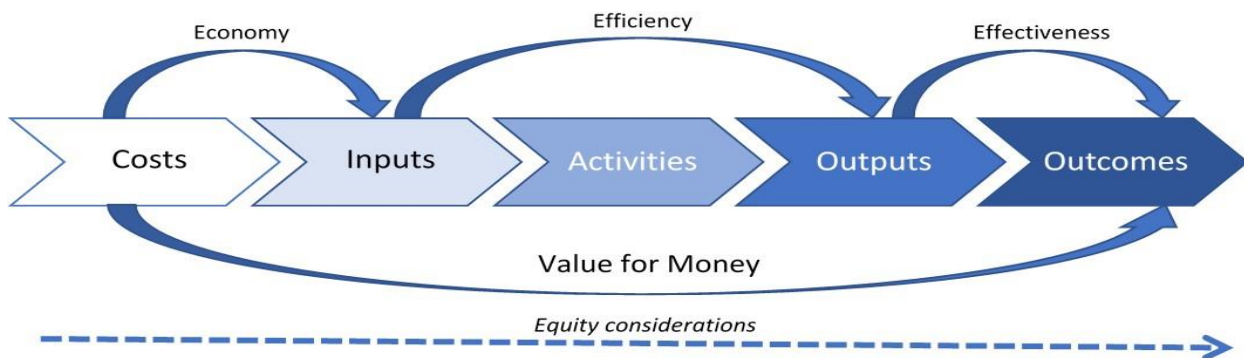 Economy
Efficiency
Effectiveness
Costs
Inputs
Activities
Outputs
Outcomes
Value for Money
Equity considerations